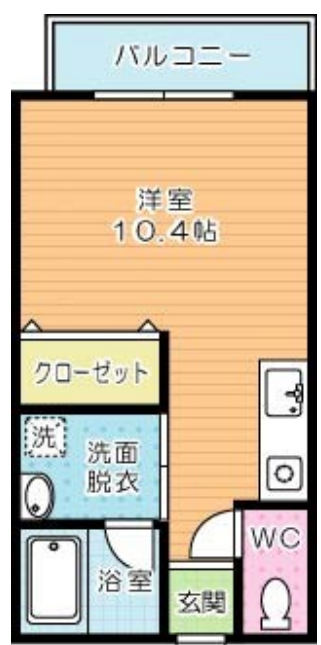 バルコニー
洋室
10.4帖
クローゼット
洗
洗面
脱衣
WC
浴室
玄関